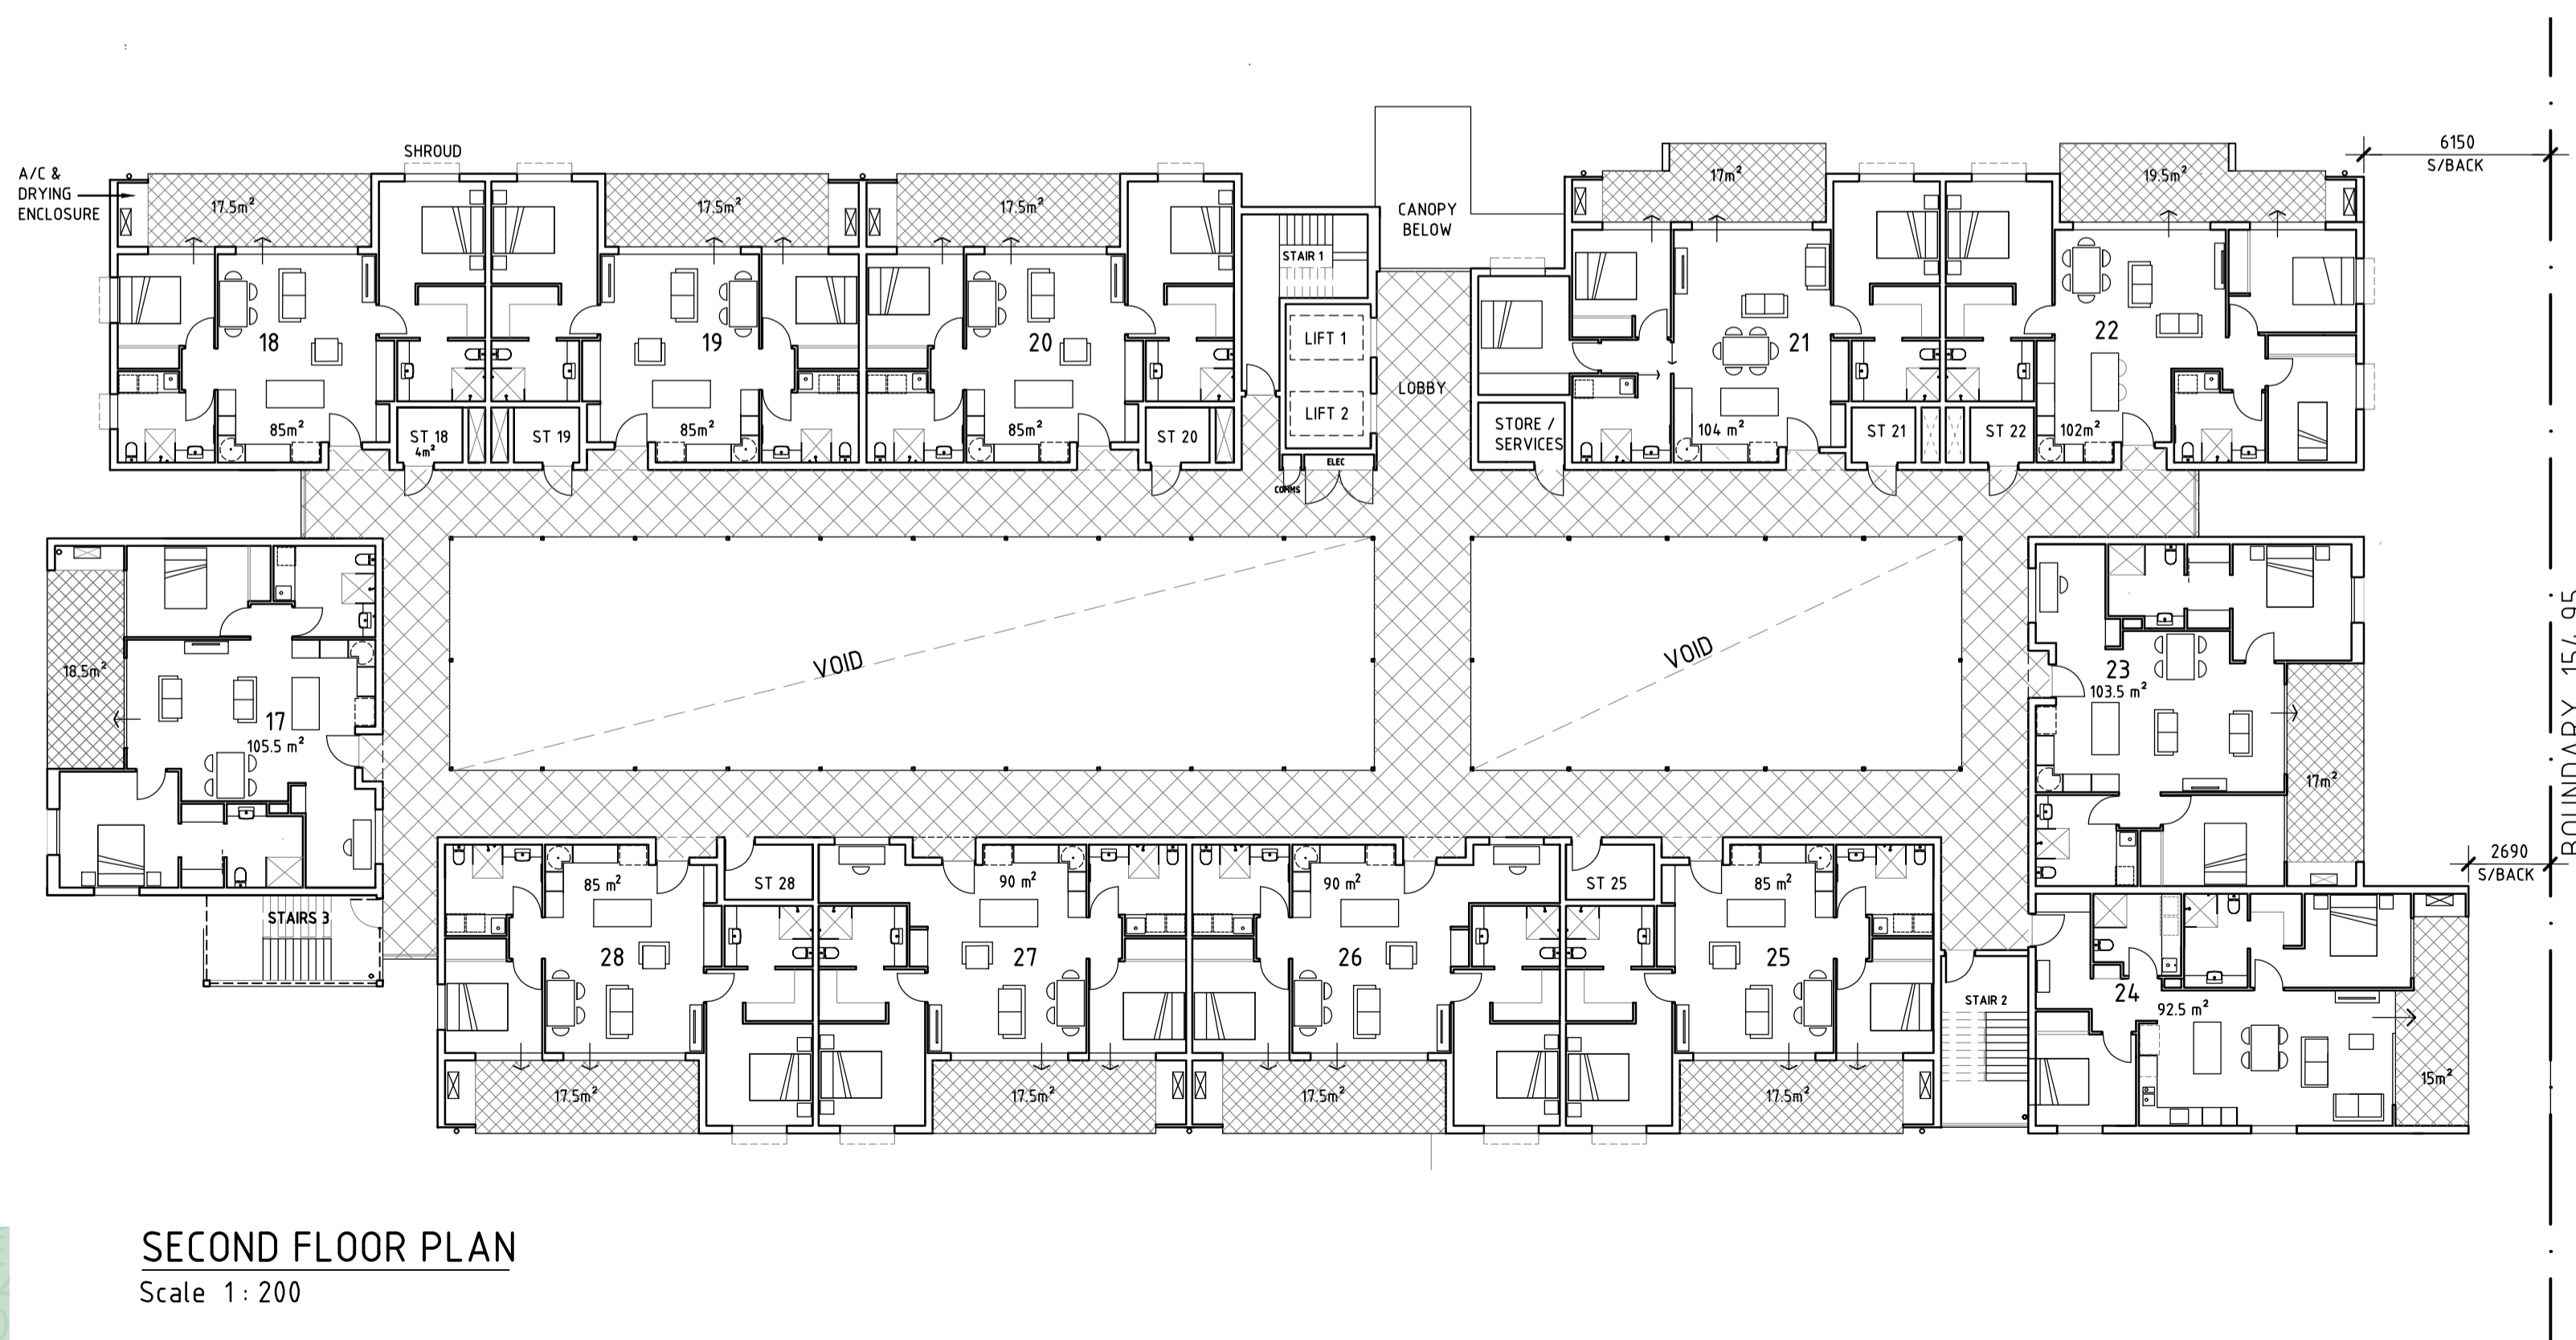 SHROUD
A/C &
DRYING
ENCLOSURE
6150
S/BACK
17.5m²
17.5m²
17.5m²
17m²
19.5m²
CANOPY
BELOW
STAIR 1
LIFT 1
LIFT 2
LOBBY
18
19
20
21
22
85m²
85m²
85m²
104 m²
102m²
ST 18
4m²
ST 19
ST 20
STORE /
SERVICES
ST 21
ST 22
ELEC
COMMS
18.5m²
17
105.5 m²
VOID
VOID
23
103.5 m²
17m²
2690
S/BACK
BOUNDARY 154.95
STAIRS 3
85 m²
ST 28
90 m²
90 m²
ST 25
85 m²
28
27
26
25
STAIR 2
24
92.5 m²
15m²
17.5m²
17.5m²
17.5m²
17.5m²
SECOND FLOOR PLAN
Scale 1 : 200